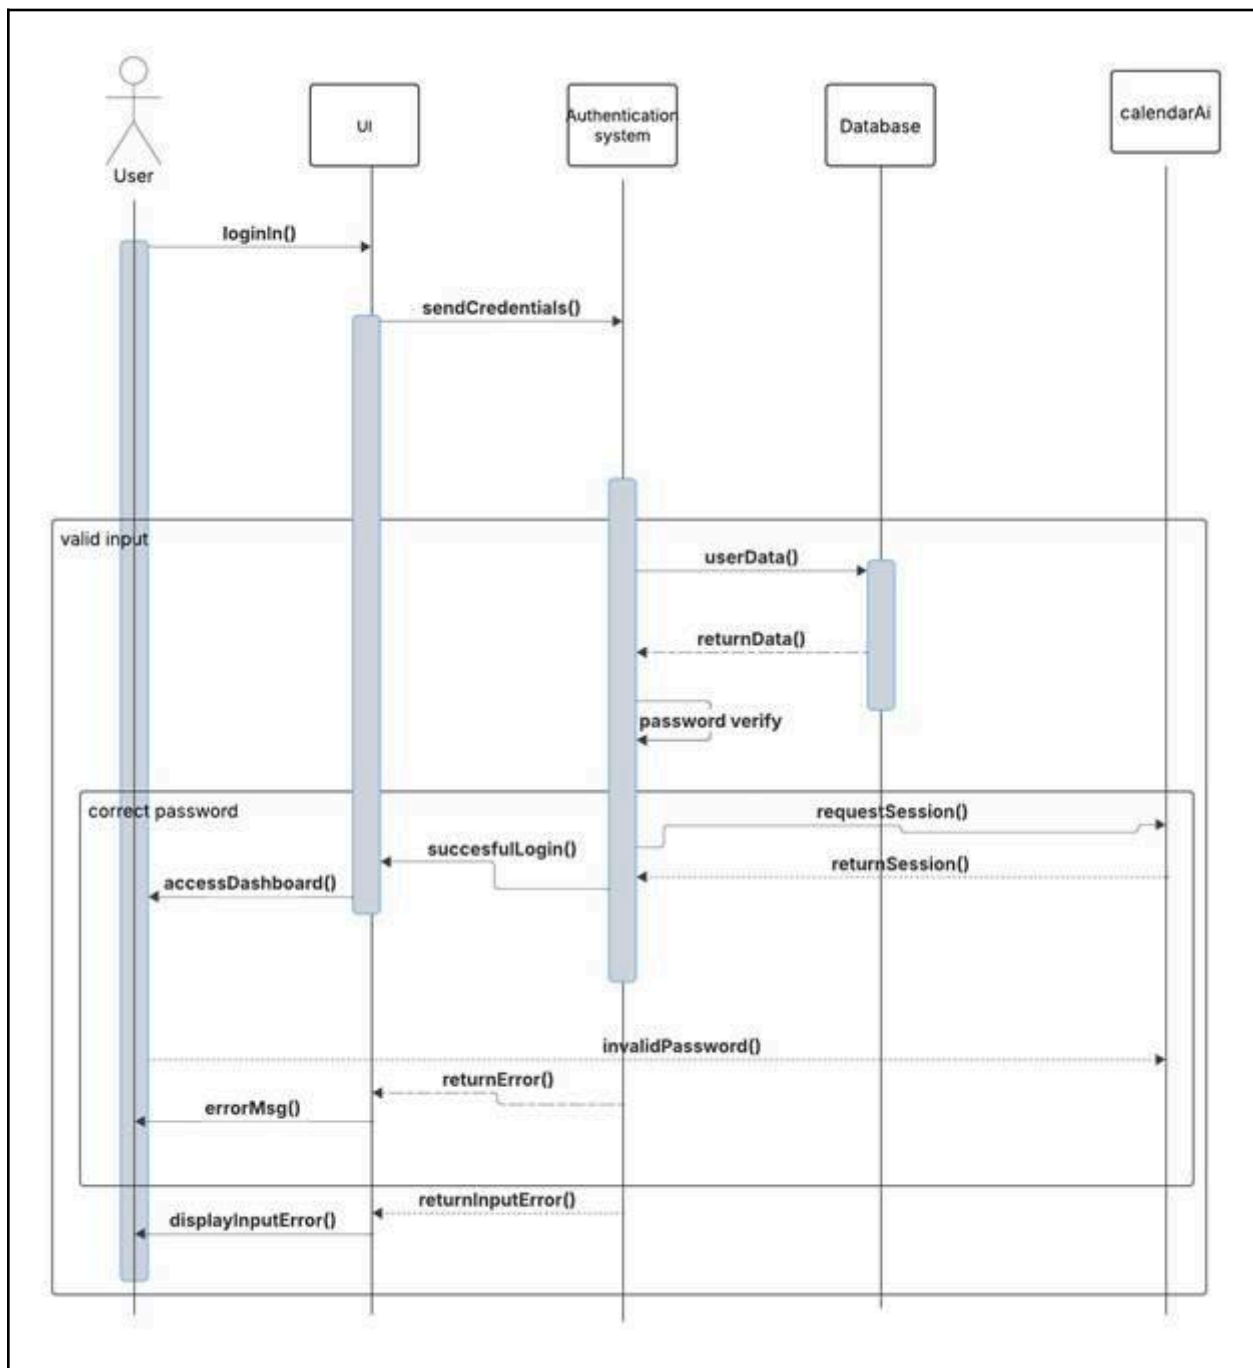 User
UI
Authentication
system
Database
calendarAi
loginIn()
sendCredentials()
valid input
userData()
returnData()
password verify
correct password
requestSession()
succesfulLogin()
returnSession()
accessDashboard()
invalidPassword()
returnError()
errorMsg()
returnInputError()
displayInputError()